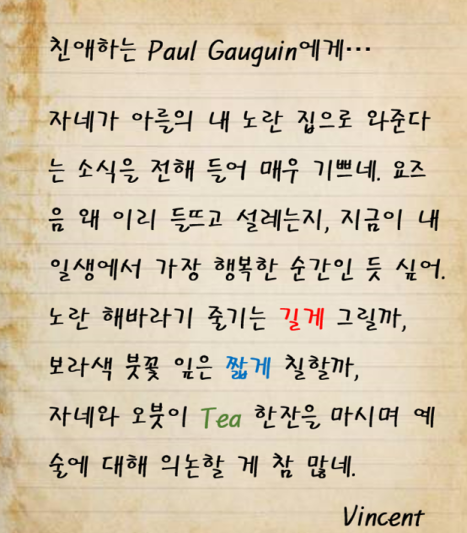 친애하는 Paul Gauguin에게…
자네가 아를의 내 노란 집으로 와준다
는 소식을 전해 들어 매우 기쁘네. 요즈
음 왜 이리 들뜨고 설레는지, 지금이 내
일생에서 가장 행복한 순간인 듯 싶어.
노란 해바라기 줄기는 길게 그릴까,
보라색 붓꽃 잎은 짧게 칠할까,
자네와 오붓이 Tea 한잔을 마시며 예
술에 대해 의논할 게 참 많네.
Vincent